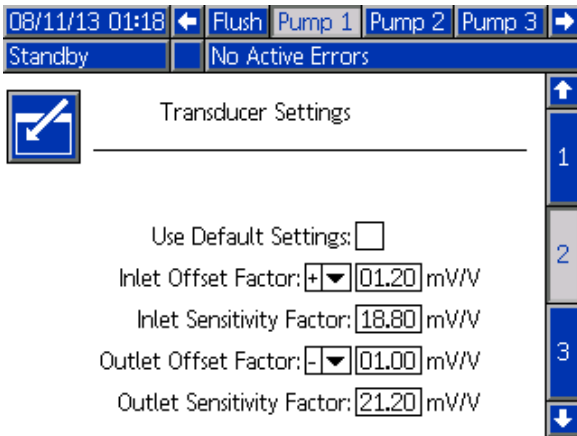 08/11/13 01:18 Flush Pump 1 Pump 2 Pump 3
Standby No Active Errors
Transducer Settings
1
Use Default Settings:
2
Inlet Offset Factor: + 01.20 mV/V
Inlet Sensitivity Factor: 18.80 mV/V
Outlet Offset Factor: - 01.00 mV/V
3
Outlet Sensitivity Factor: 21.20 mV/V